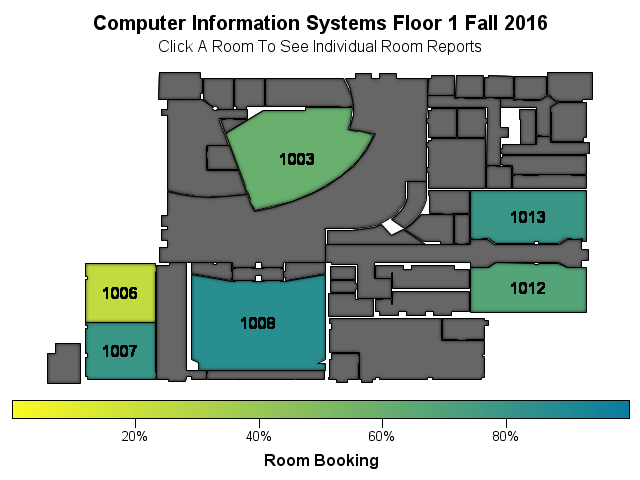 Computer Information Systems Floor 1 Fall 2016
Click A Room To See Individual Room Reports
1003
1013
1006
1012
1008
1007
20% 40% 60% 80%
Room Booking